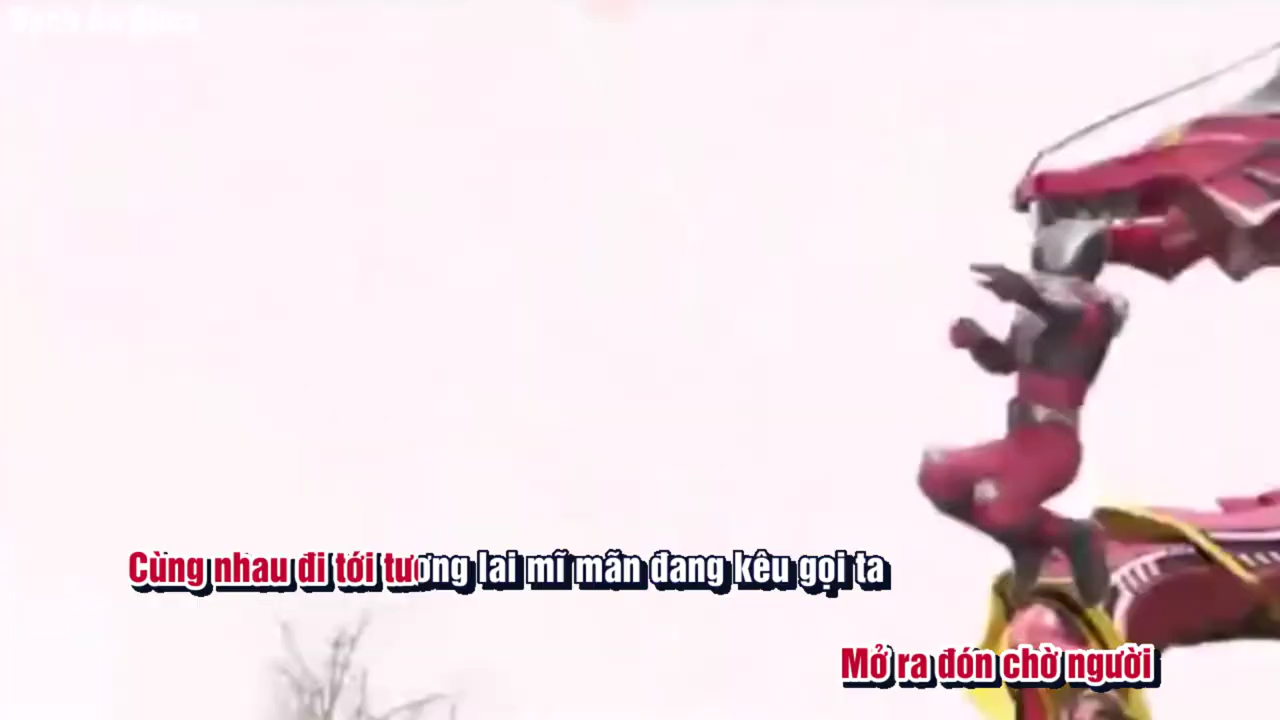 Cùng nhau đi tới tương lai mĩ mãn đang kêu gọi ta
Mở ra đón chờ người